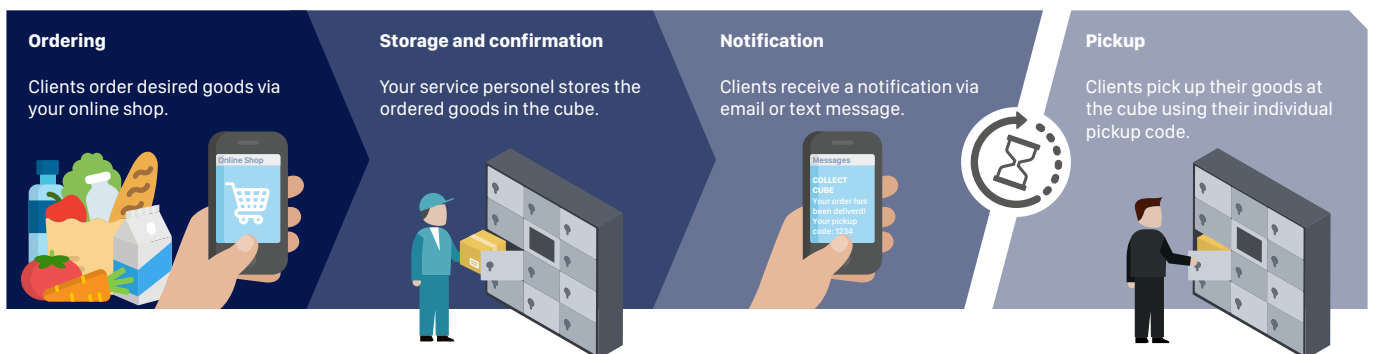 Ordering
Clients order desired goods via
your online shop.
Online Shop
Storage and confirmation
Your service personel stores the
ordered goods in the cube.
Notification
Clients receive a notification via
email or text message.
Messages
COLLECT
CUBE
Your order has
been deliverd!
Your pickup
code: 1234
Pickup
Clients pick up their goods at
the cube using their individual
pickup code.